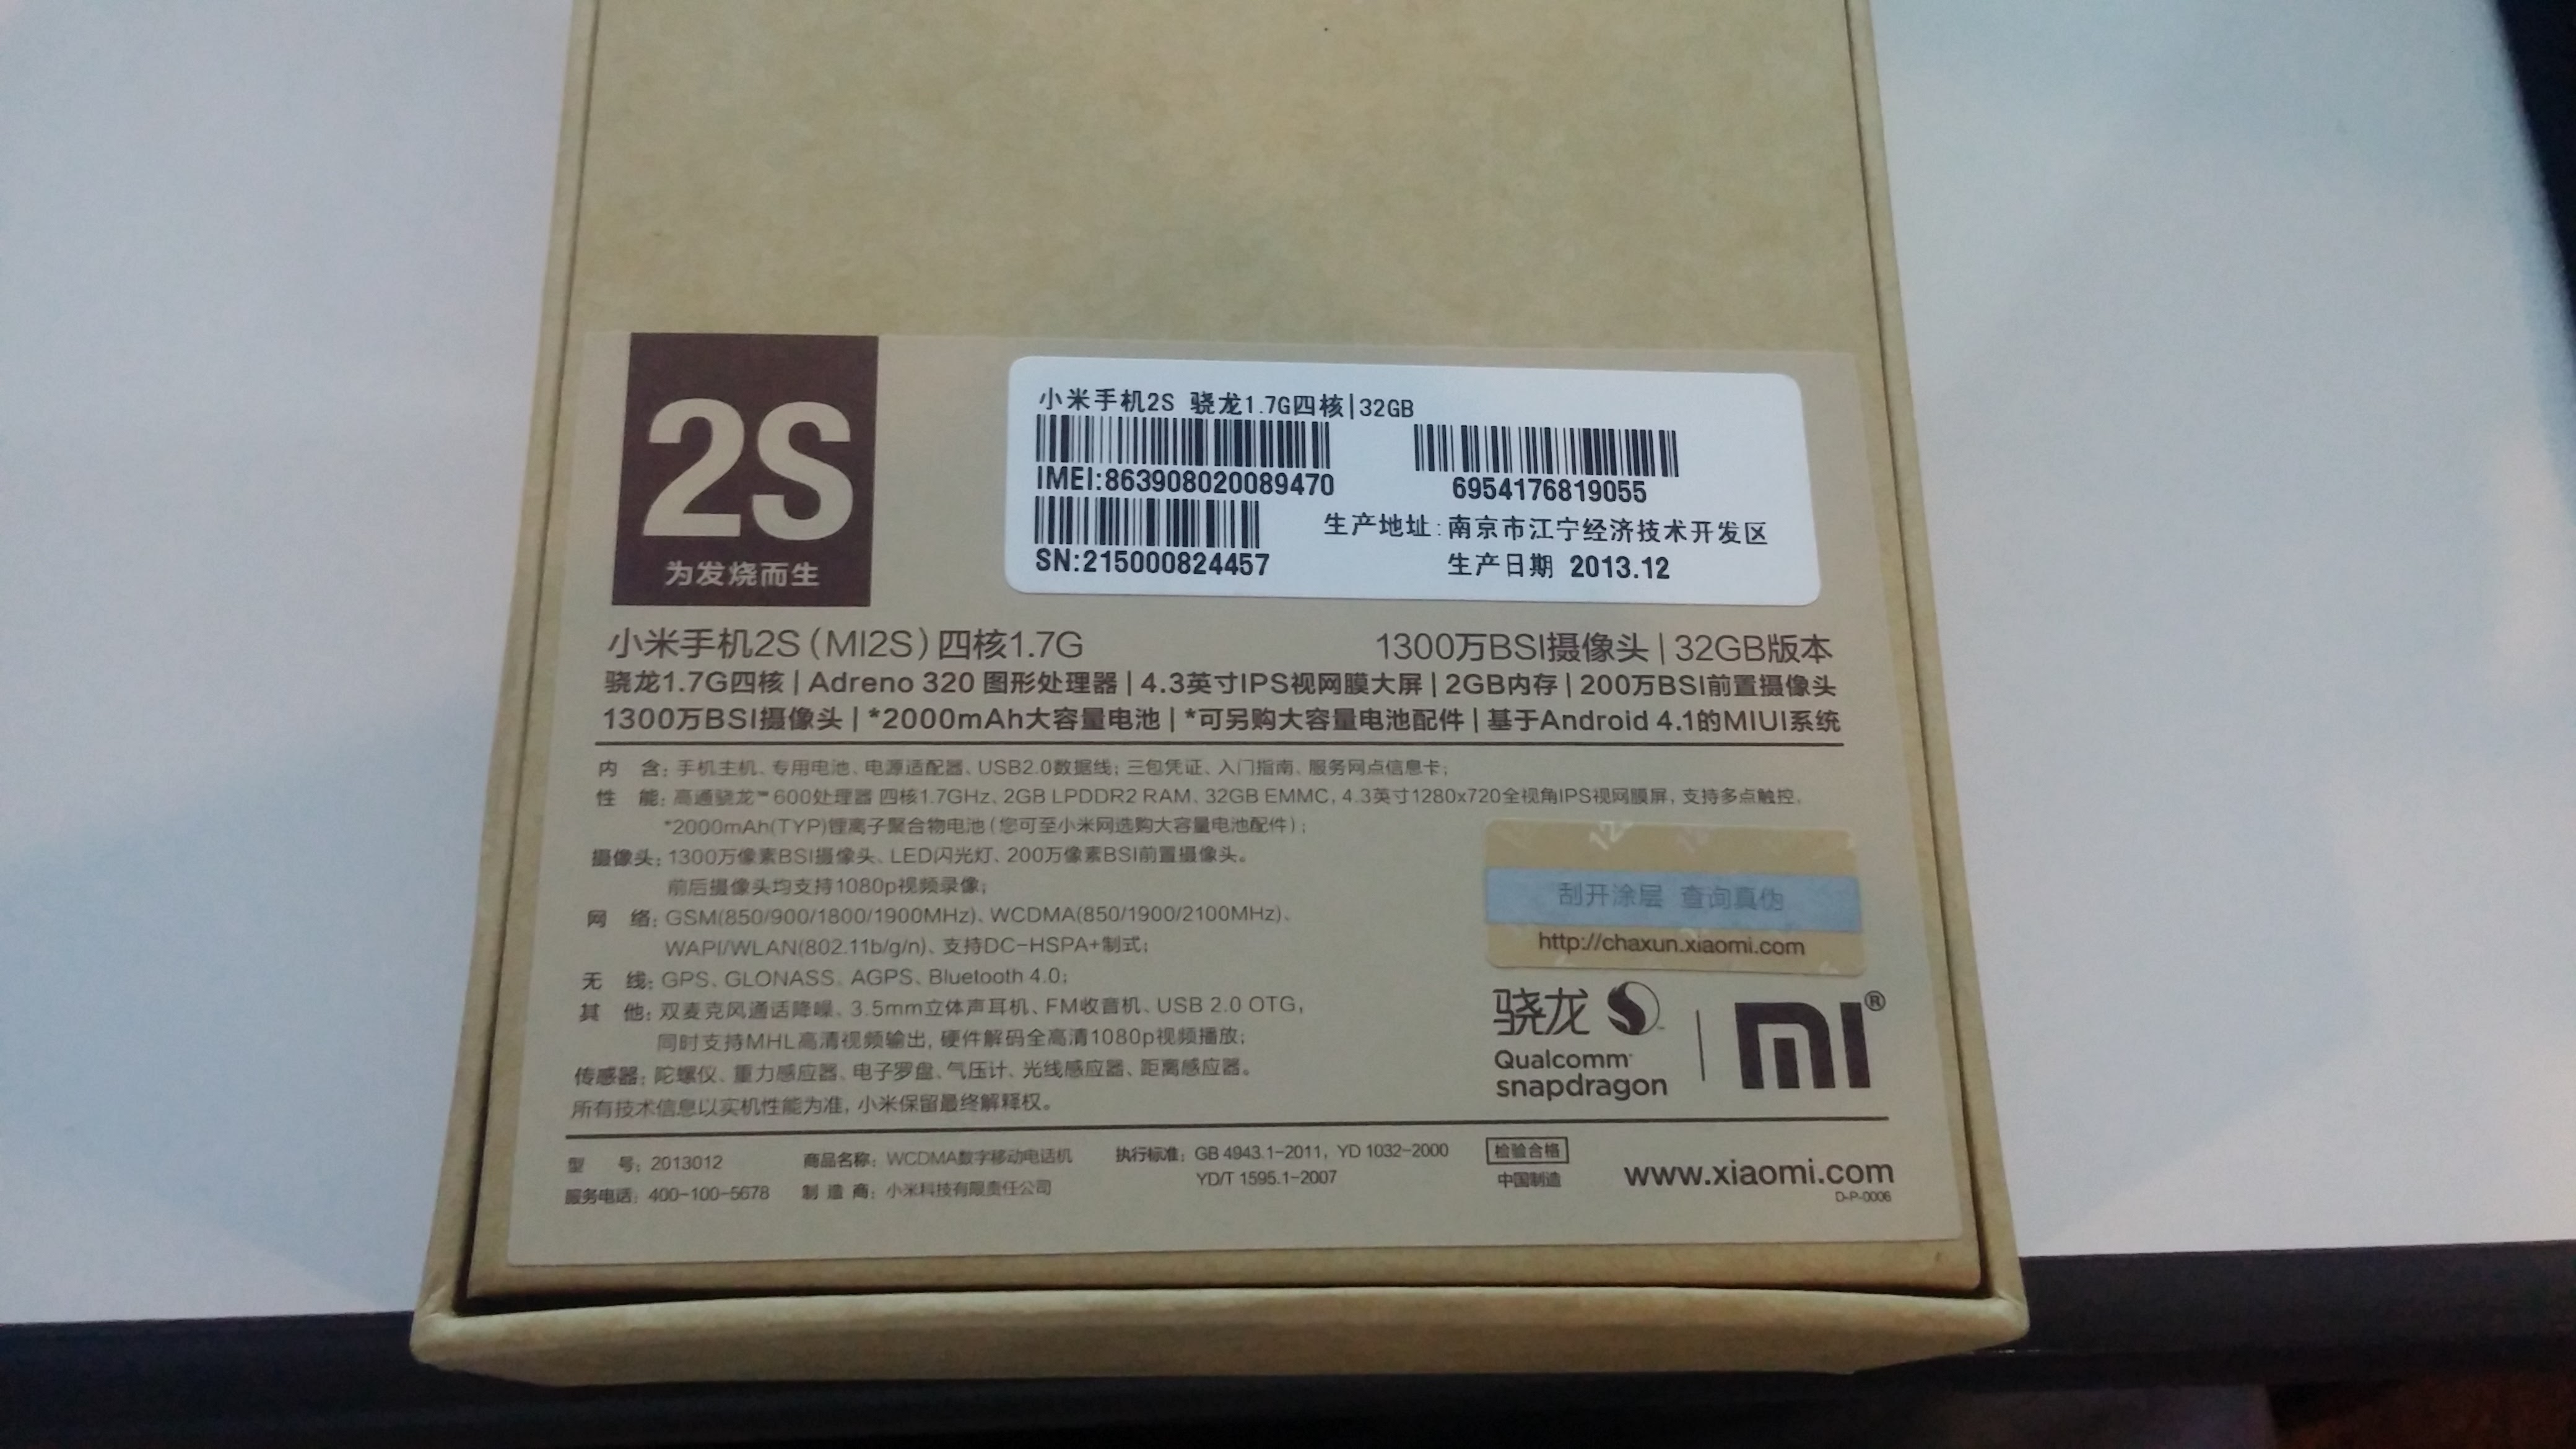 2S
为发烧而生
小米手机2S 骁龙1.7G四核|32GB
IMEI:863908020089470
6954176819055
SN:215000824457
生产地址:南京市江宁经济技术开发区
生产日期 2013.12
小米手机2S(MI2S)四核1.7G
1300万BSI摄像头|32GB版本
骁龙1.7G四核|Adreno 320 图形处理器|4.3英寸IPS视网膜大屏|2GB内存|200万BSI前置摄像头
1300万BSI摄像头|*2000mAh大容量电池|*可另购大容量电池配件|基于Android 4.1的MIUI系统
内 含: 手机主机、专用电池、电源适配器、USB2.0数据线; 三包凭证、入门指南、服务网点信息卡;
性 能: 高通骁龙™ 600处理器 四核1.7GHz、2GB LPDDR2 RAM、32GB EMMC, 4.3英寸1280x720全视角IPS视网膜屏, 支持多点触控,
*2000mAh(TYP)锂离子聚合物电池(您可至小米网选购大容量电池配件);
摄像头: 1300万像素BSI摄像头、LED闪光灯、200万像素BSI前置摄像头。
前后摄像头均支持1080p视频录像;
网 络: GSM(850/900/1800/1900MHz)、WCDMA(850/1900/2100MHz)、
WAPI/WLAN(802.11b/g/n)、支持DC-HSPA+制式;
无 线: GPS、GLONASS、AGPS、Bluetooth 4.0;
其 他: 双麦克风通话降噪、3.5mm立体声耳机、FM收音机、USB 2.0 OTG,
同时支持MHL高清视频输出, 硬件解码全高清1080p视频播放;
传感器: 陀螺仪、重力感应器、电子罗盘、气压计、光线感应器、距离感应器。
所有技术信息以实机性能为准, 小米保留最终解释权。
刮开涂层 查询真伪
http://chaxun.xiaomi.com
骁龙
Qualcomm
snapdragon
MI®
型 号: 2013012
服务电话: 400-100-5678
商品名称: WCDMA数字移动电话机
制 造 商: 小米科技有限责任公司
执行标准: GB 4943.1-2011, YD 1032-2000
YD/T 1595.1-2007
检验合格
中国制造
www.xiaomi.com
D-P-0006